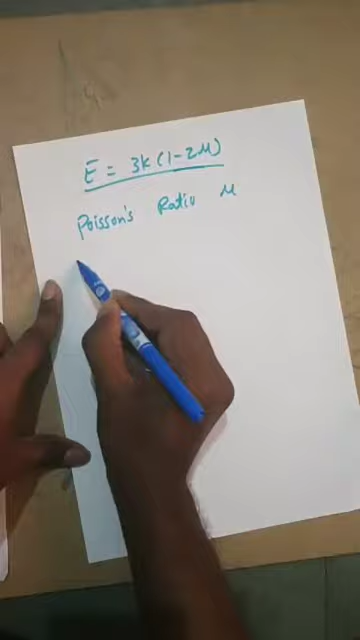 E = 3K (1-2μ)
Poisson's Ratio μ